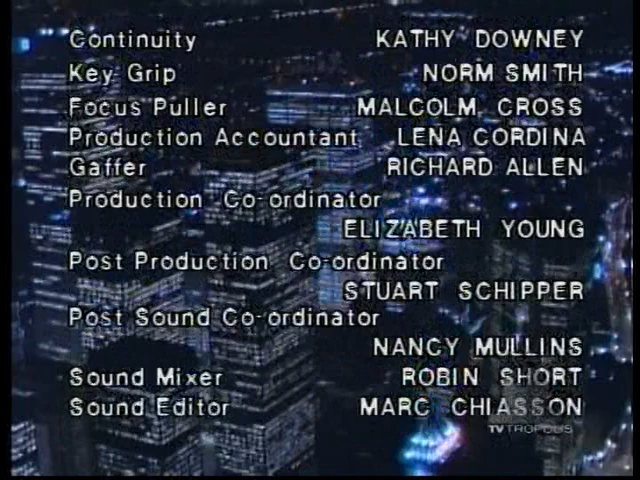 Continuity KATHY DOWNEY
Key Grip NORM SMITH
Focus Puller MALCOLM CROSS
Production Accountant LENA CORDINA
Gaffer RICHARD ALLEN
Production Co-ordinator
ELIZABETH YOUNG
Post Production Co-ordinator
STUART SCHIPPER
Post Sound Co-ordinator
NANCY MULLINS
Sound Mixer ROBIN SHORT
Sound Editor MARC CHIASSON
TVTROPOLIS